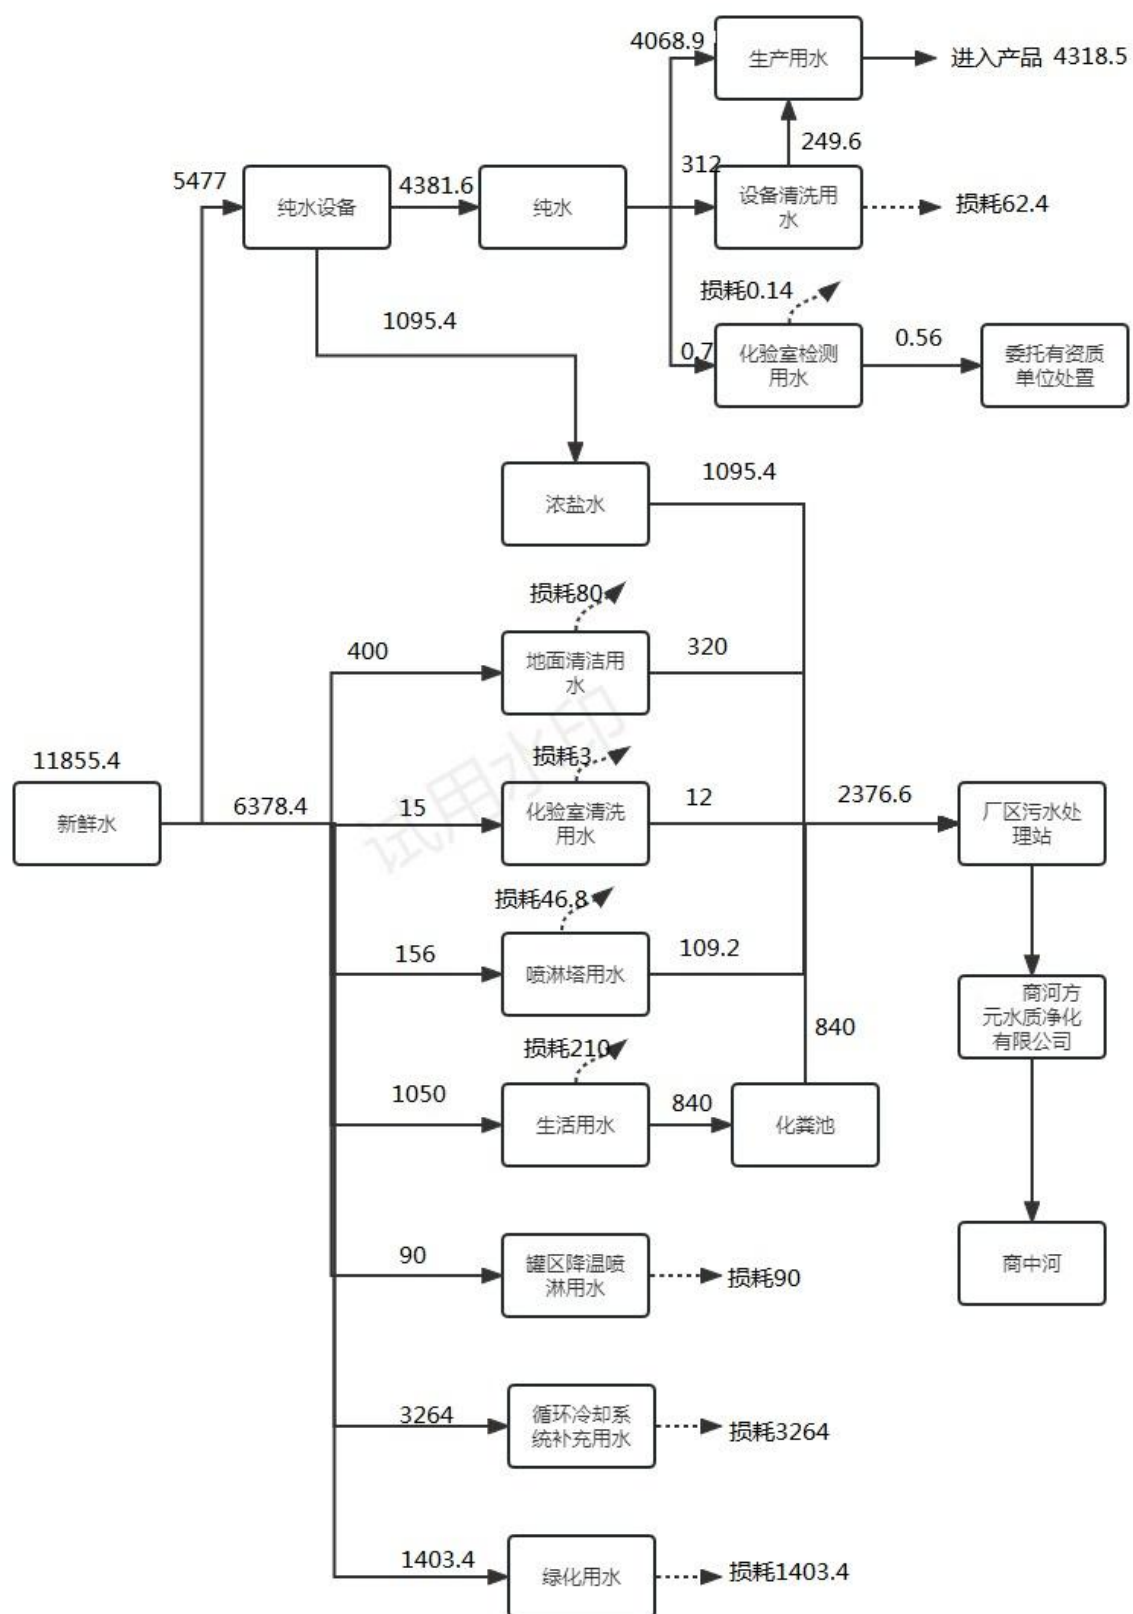 4068.9
生产用水
进入产品 4318.5
249.6
5477
纯水设备
4381.6
纯水
312
设备清洗用
水
损耗62.4
损耗0.14
1095.4
0.7
化验室检测
用水
0.56
委托有资质
单位处置
浓盐水
1095.4
损耗80
400
地面清洁用
水
320
试用水印
11855.4
新鲜水
6378.4
损耗3
15
化验室清洗
用水
12
2376.6
厂区污水处
理站
损耗46.8
156
喷淋塔用水
109.2
商河方
元水质净化
有限公司
840
损耗210
1050
生活用水
840
化粪池
90
罐区降温喷
淋用水
损耗90
商中河
3264
循环冷却系
统补充用水
损耗3264
1403.4
绿化用水
损耗1403.4